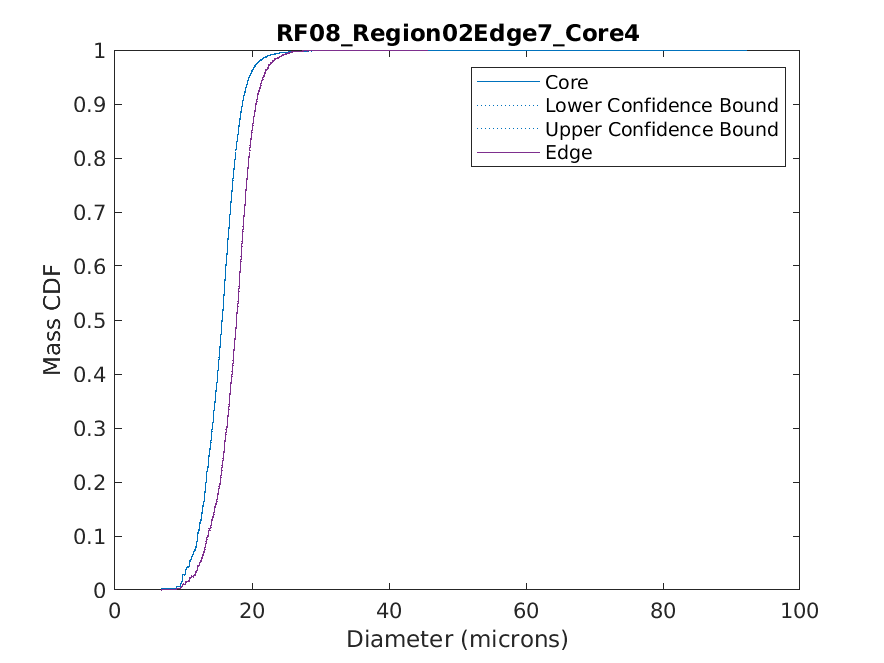 RF08_Region02Edge7_Core4
1
0.9
0.8
0.7
0.6
0.5
0.4
0.3
0.2
0.1
0
Mass CDF
Core
Lower Confidence Bound
Upper Confidence Bound
Edge
0 20 40 60 80 100
Diameter (microns)